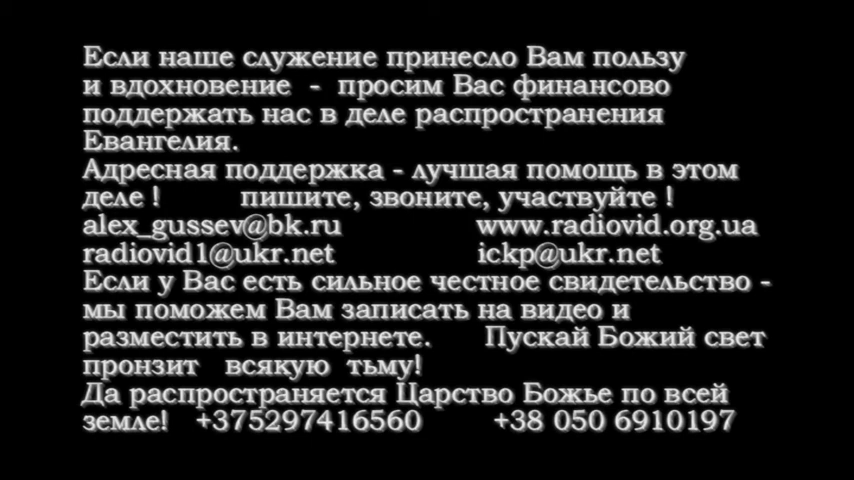 Если наше служение принесло Вам пользу
и вдохновение - просим Вас финансово
поддержать нас в деле распространения
Евангелия.
Адресная поддержка - лучшая помощь в этом
деле ! пишите, звоните, участвуйте !
alex_gussev@bk.ru www.radiovid.org.ua
radiovid1@ukr.net ickp@ukr.net
Если у Вас есть сильное честное свидетельство -
мы поможем Вам записать на видео и
разместить в интернете. Пускай Божий свет
пронзит всякую тьму!
Да распространяется Царство Божье по всей
земле! +375297416560 +38 050 6910197